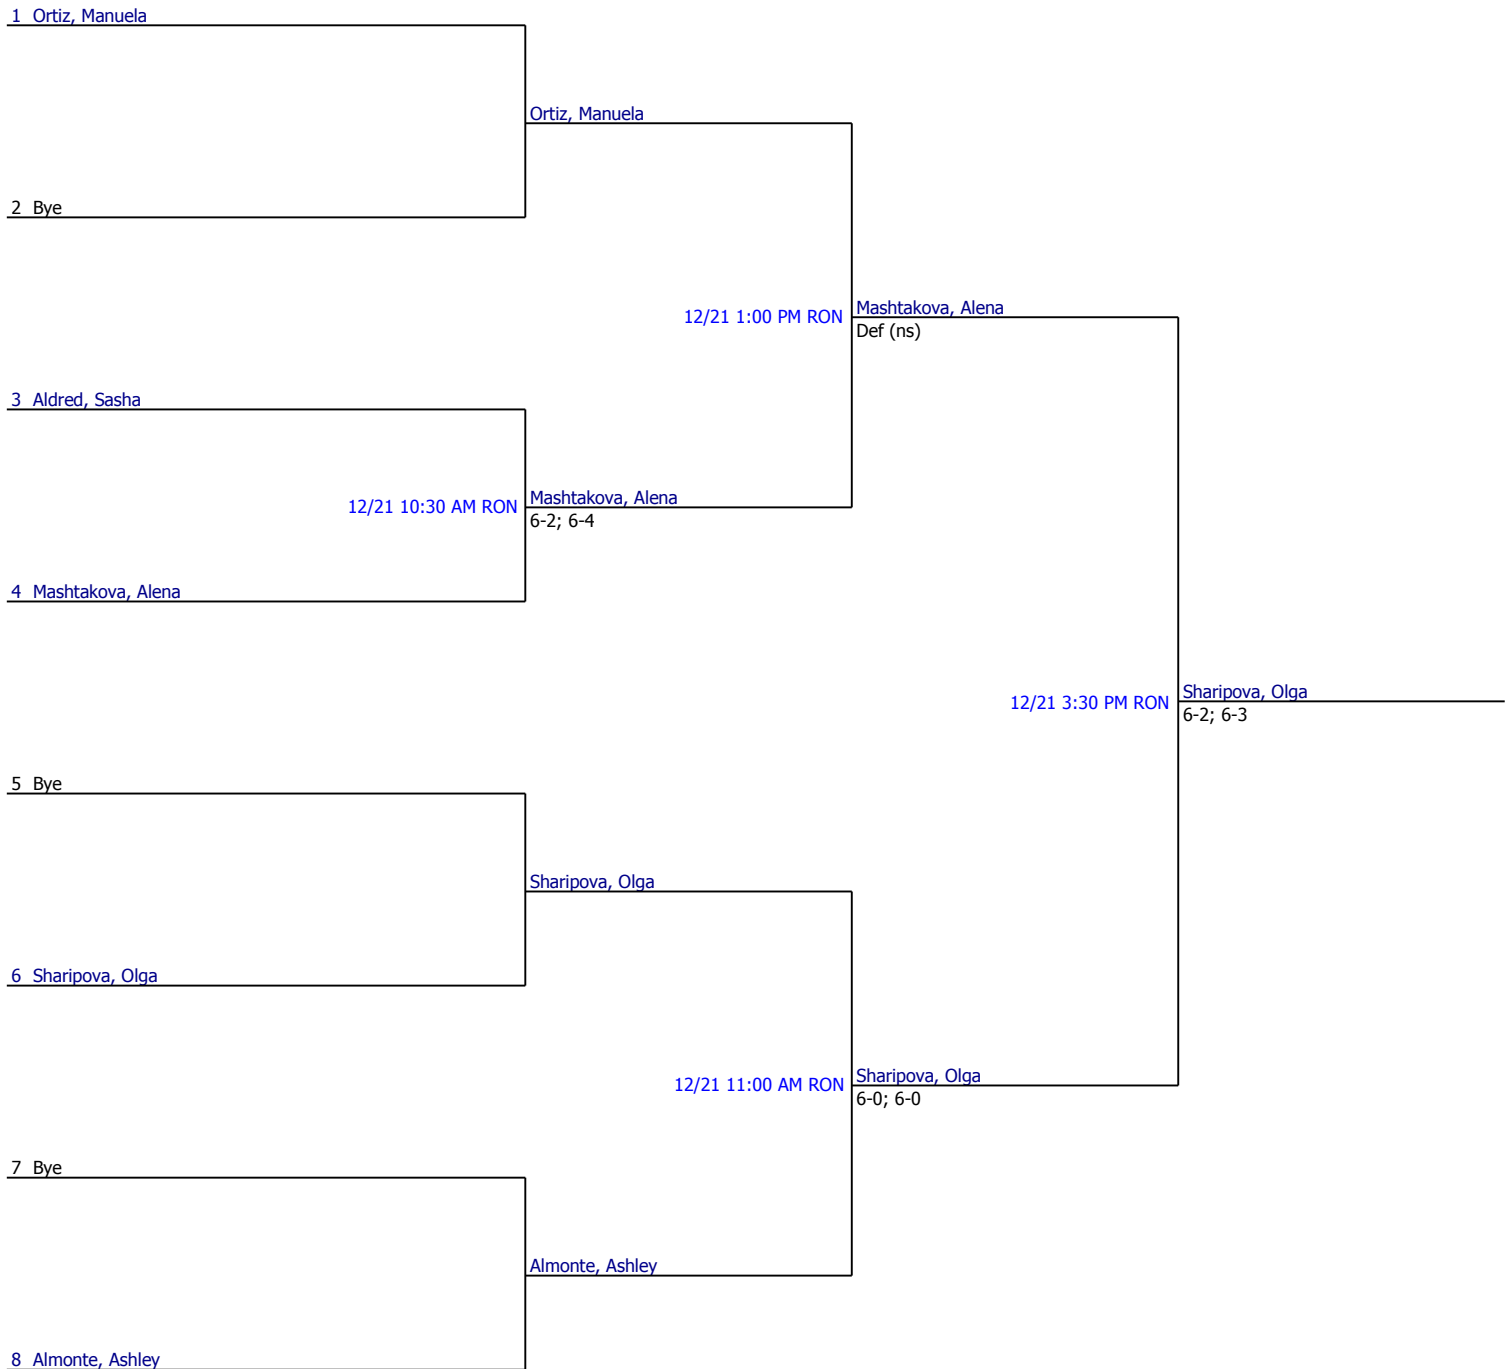 1 Ortiz, Manuela
Ortiz, Manuela
2 Bye
12/21 1:00 PM RON
Mashtakova, Alena
Def (ns)
3 Aldred, Sasha
12/21 10:30 AM RON
Mashtakova, Alena
6-2; 6-4
4 Mashtakova, Alena
12/21 3:30 PM RON
Sharipova, Olga
6-2; 6-3
5 Bye
Sharipova, Olga
6 Sharipova, Olga
12/21 11:00 AM RON
Sharipova, Olga
6-0; 6-0
7 Bye
Almonte, Ashley
8 Almonte, Ashley